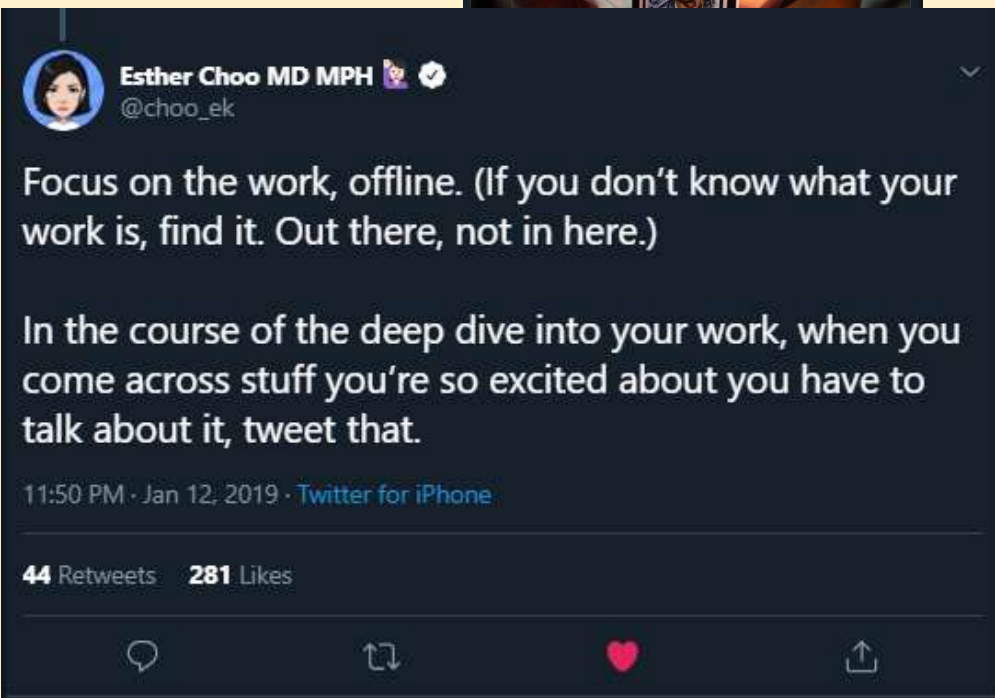 Esther Choo MD MPH 🙋🏻‍♀️
@choo_ek
Focus on the work, offline. (If you don’t know what your
work is, find it. Out there, not in here.)
In the course of the deep dive into your work, when you
come across stuff you’re so excited about you have to
talk about it, tweet that.
11:50 PM · Jan 12, 2019 · Twitter for iPhone
44 Retweets 281 Likes